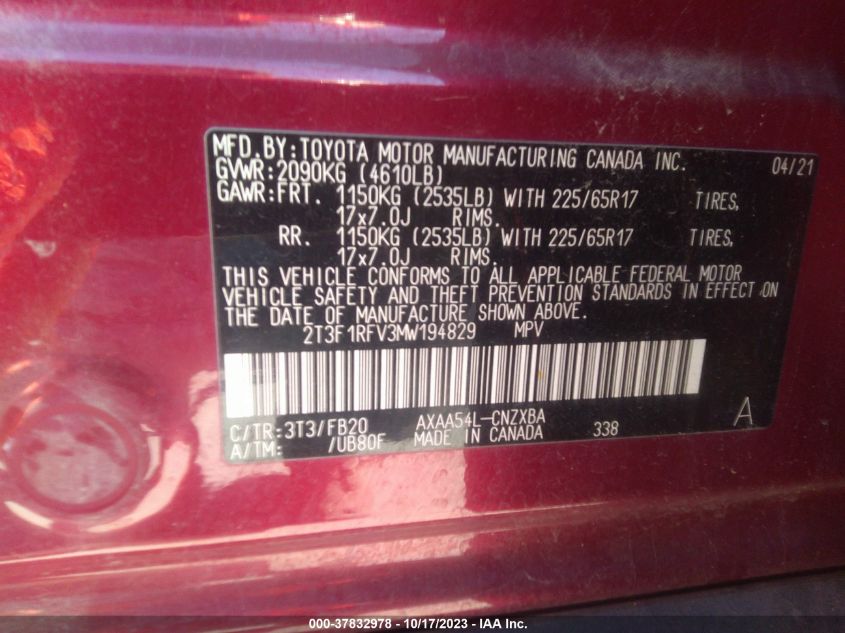 MFD. BY: TOYOTA MOTOR MANUFACTURING CANADA INC. 04/21
GVWR: 2090KG (4610LB)
GAWR: FRT. 1150KG (2535LB) WITH 225/65R17 TIRES,
17x7.0J RIMS.
RR. 1150KG (2535LB) WITH 225/65R17 TIRES,
17x7.0J RIMS.
THIS VEHICLE CONFORMS TO ALL APPLICABLE FEDERAL MOTOR
VEHICLE SAFETY AND THEFT PREVENTION STANDARDS IN EFFECT ON
THE DATE OF MANUFACTURE SHOWN ABOVE.
2T3F1RFV3MW194829 MPV
C/TR: 3T3/FB20 AXAA54L-CNZXBA A
A/TM: /UB80F MADE IN CANADA 338
000-37832978 - 10/17/2023 - IAA Inc.